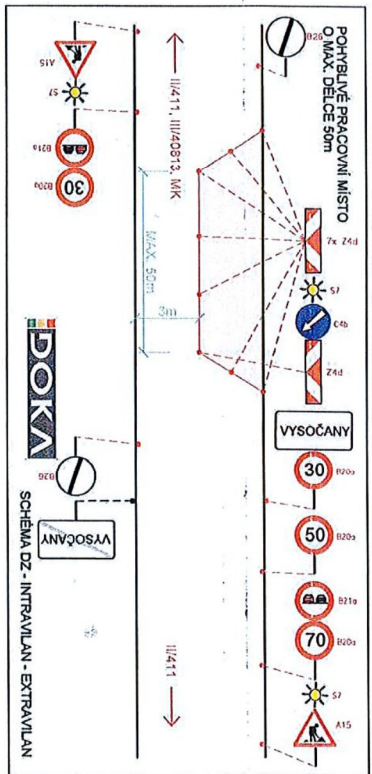 POHYBLIVÉ PRACOVNÍ MÍSTO
O MAX. DÉLCE 50m
B26
7x Z4d
S7
C4b
Z4d
VYSOČANY
30
B20a
50
B20a
B21a
70
B20a
S7
A15
II/411, III/40813, MK
MAX. 50m
3m
II/411
A15
S7
B21a
30
B20a
DOKA
B26
VYSOČANY
SCHÉMA DZ - INTRAVILAN - EXTRAVILAN